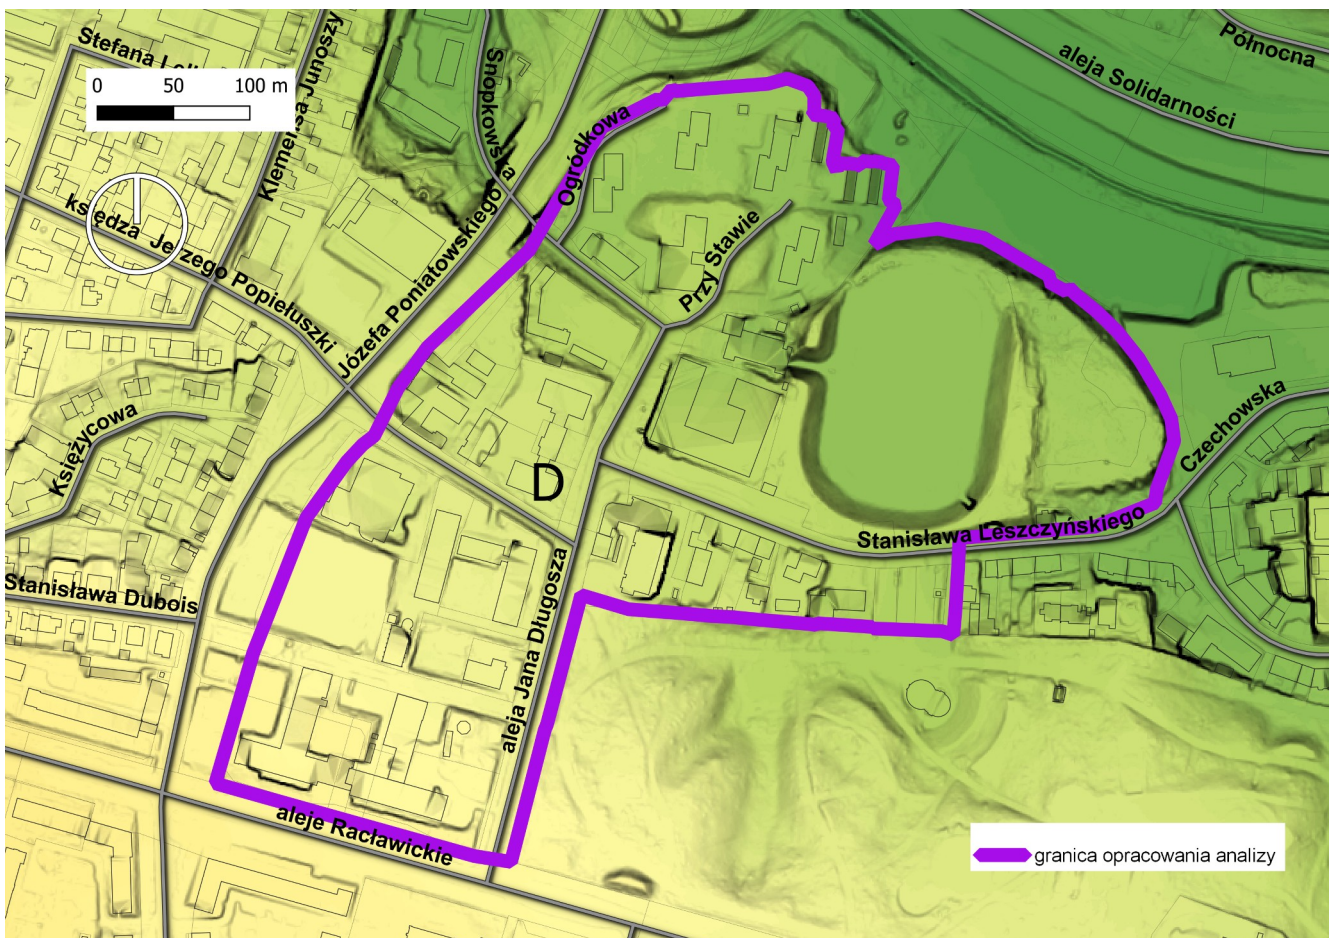 Stefana
Klemensa Junoszy
Snopkowska
Północna
aleja Solidarności
0 50 100 m
Ogródkowa
księdza Jerzego Popiełuszki
Józefa Poniatowskiego
Przy Stawie
Księżycowa
Czechowska
D
Stanisława Leszczyńskiego
Stanisława Dubois
aleja Jana Długosza
aleje Racławickie
granica opracowania analizy